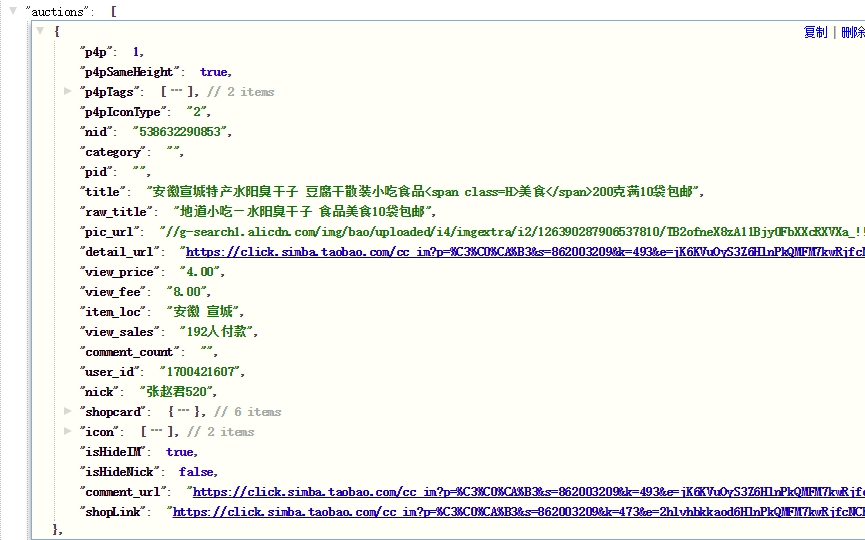 "auctions": [
{ 复制 | 删除
"p4p": 1,
"p4pSameHeight": true,
"p4pTags": [ ... ], // 2 items
"p4pIconType": "2",
"nid": "538632290853",
"category": "",
"pid": "",
"title": "安徽宣城特产水阳臭干子 豆腐干散装小吃食品<span class=H>美食</span>200克满10袋包邮",
"raw_title": "地道小吃一水阳臭干子 食品美食10袋包邮",
"pic_url": "//g-search1.alicdn.com/img/bao/uploaded/i4/imgextra/i2/126390287906537810/TB2ofneX8zA11Bjy0FbXXcRXVXa_!!
"detail_url": "https://click.simba.taobao.com/cc_im?p=%C3%C0%CA%B3&s=862003209&k=493&e=jK6KVuOyS3Z6HlnPkQMFM7kwRjfcN
"view_price": "4.00",
"view_fee": "8.00",
"item_loc": "安徽 宣城",
"view_sales": "192人付款",
"comment_count": "",
"user_id": "1700421607",
"nick": "张赵君520",
"shopcard": { ... }, // 6 items
"icon": [ ... ], // 2 items
"isHideIM": true,
"isHideNick": false,
"comment_url": "https://click.simba.taobao.com/cc_im?p=%C3%C0%CA%B3&s=862003209&k=493&e=jK6KVuOyS3Z6HlnPkQMFM7kwRjfc
"shopLink": "https://click.simba.taobao.com/cc_im?p=%C3%C0%CA%B3&s=862003209&k=473&e=2hlvhbkkaod6HlnPkQMFM7kwRjfcNCH
},